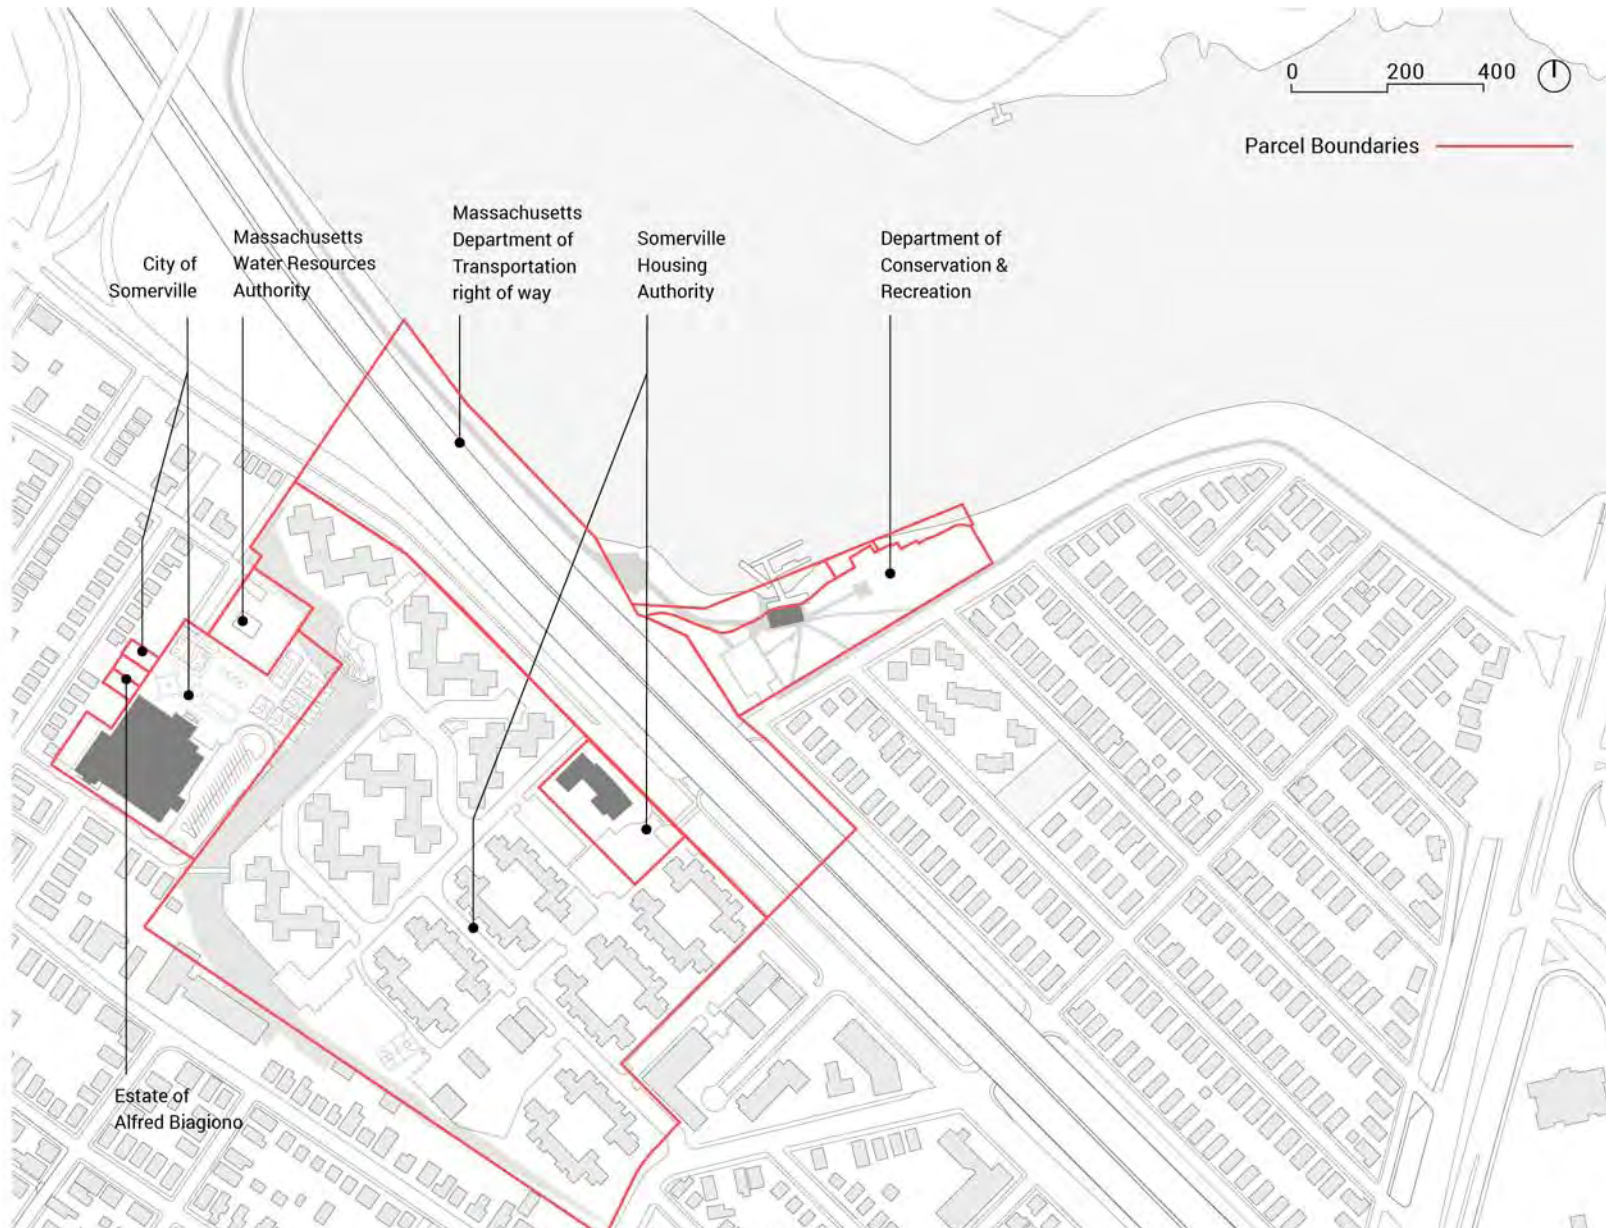 0 200 400
Parcel Boundaries
City of
Somerville
Massachusetts
Water Resources
Authority
Massachusetts
Department of
Transportation
right of way
Somerville
Housing
Authority
Department of
Conservation &
Recreation
Estate of
Alfred Biagiono